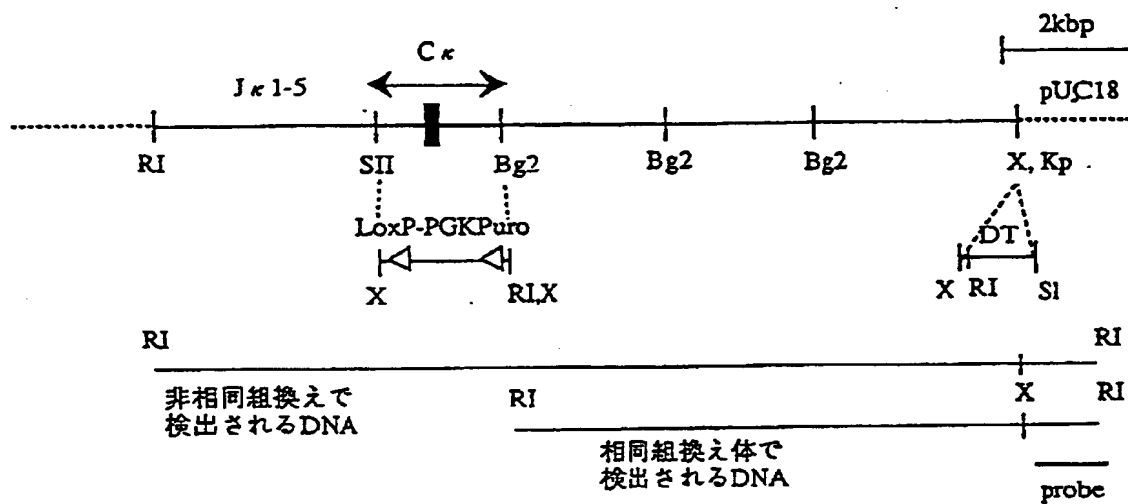 2kbp
Cκ
Jκ1-5
pUC18
RI
SII
Bg2
Bg2
Bg2
X, Kp
LoxP-PGKPuro
DT
X
RI,X
X
RI
Sl
RI
RI
非相同組換えで
検出されるDNA
RI
X
RI
相同組換え体で
検出されるDNA
probe